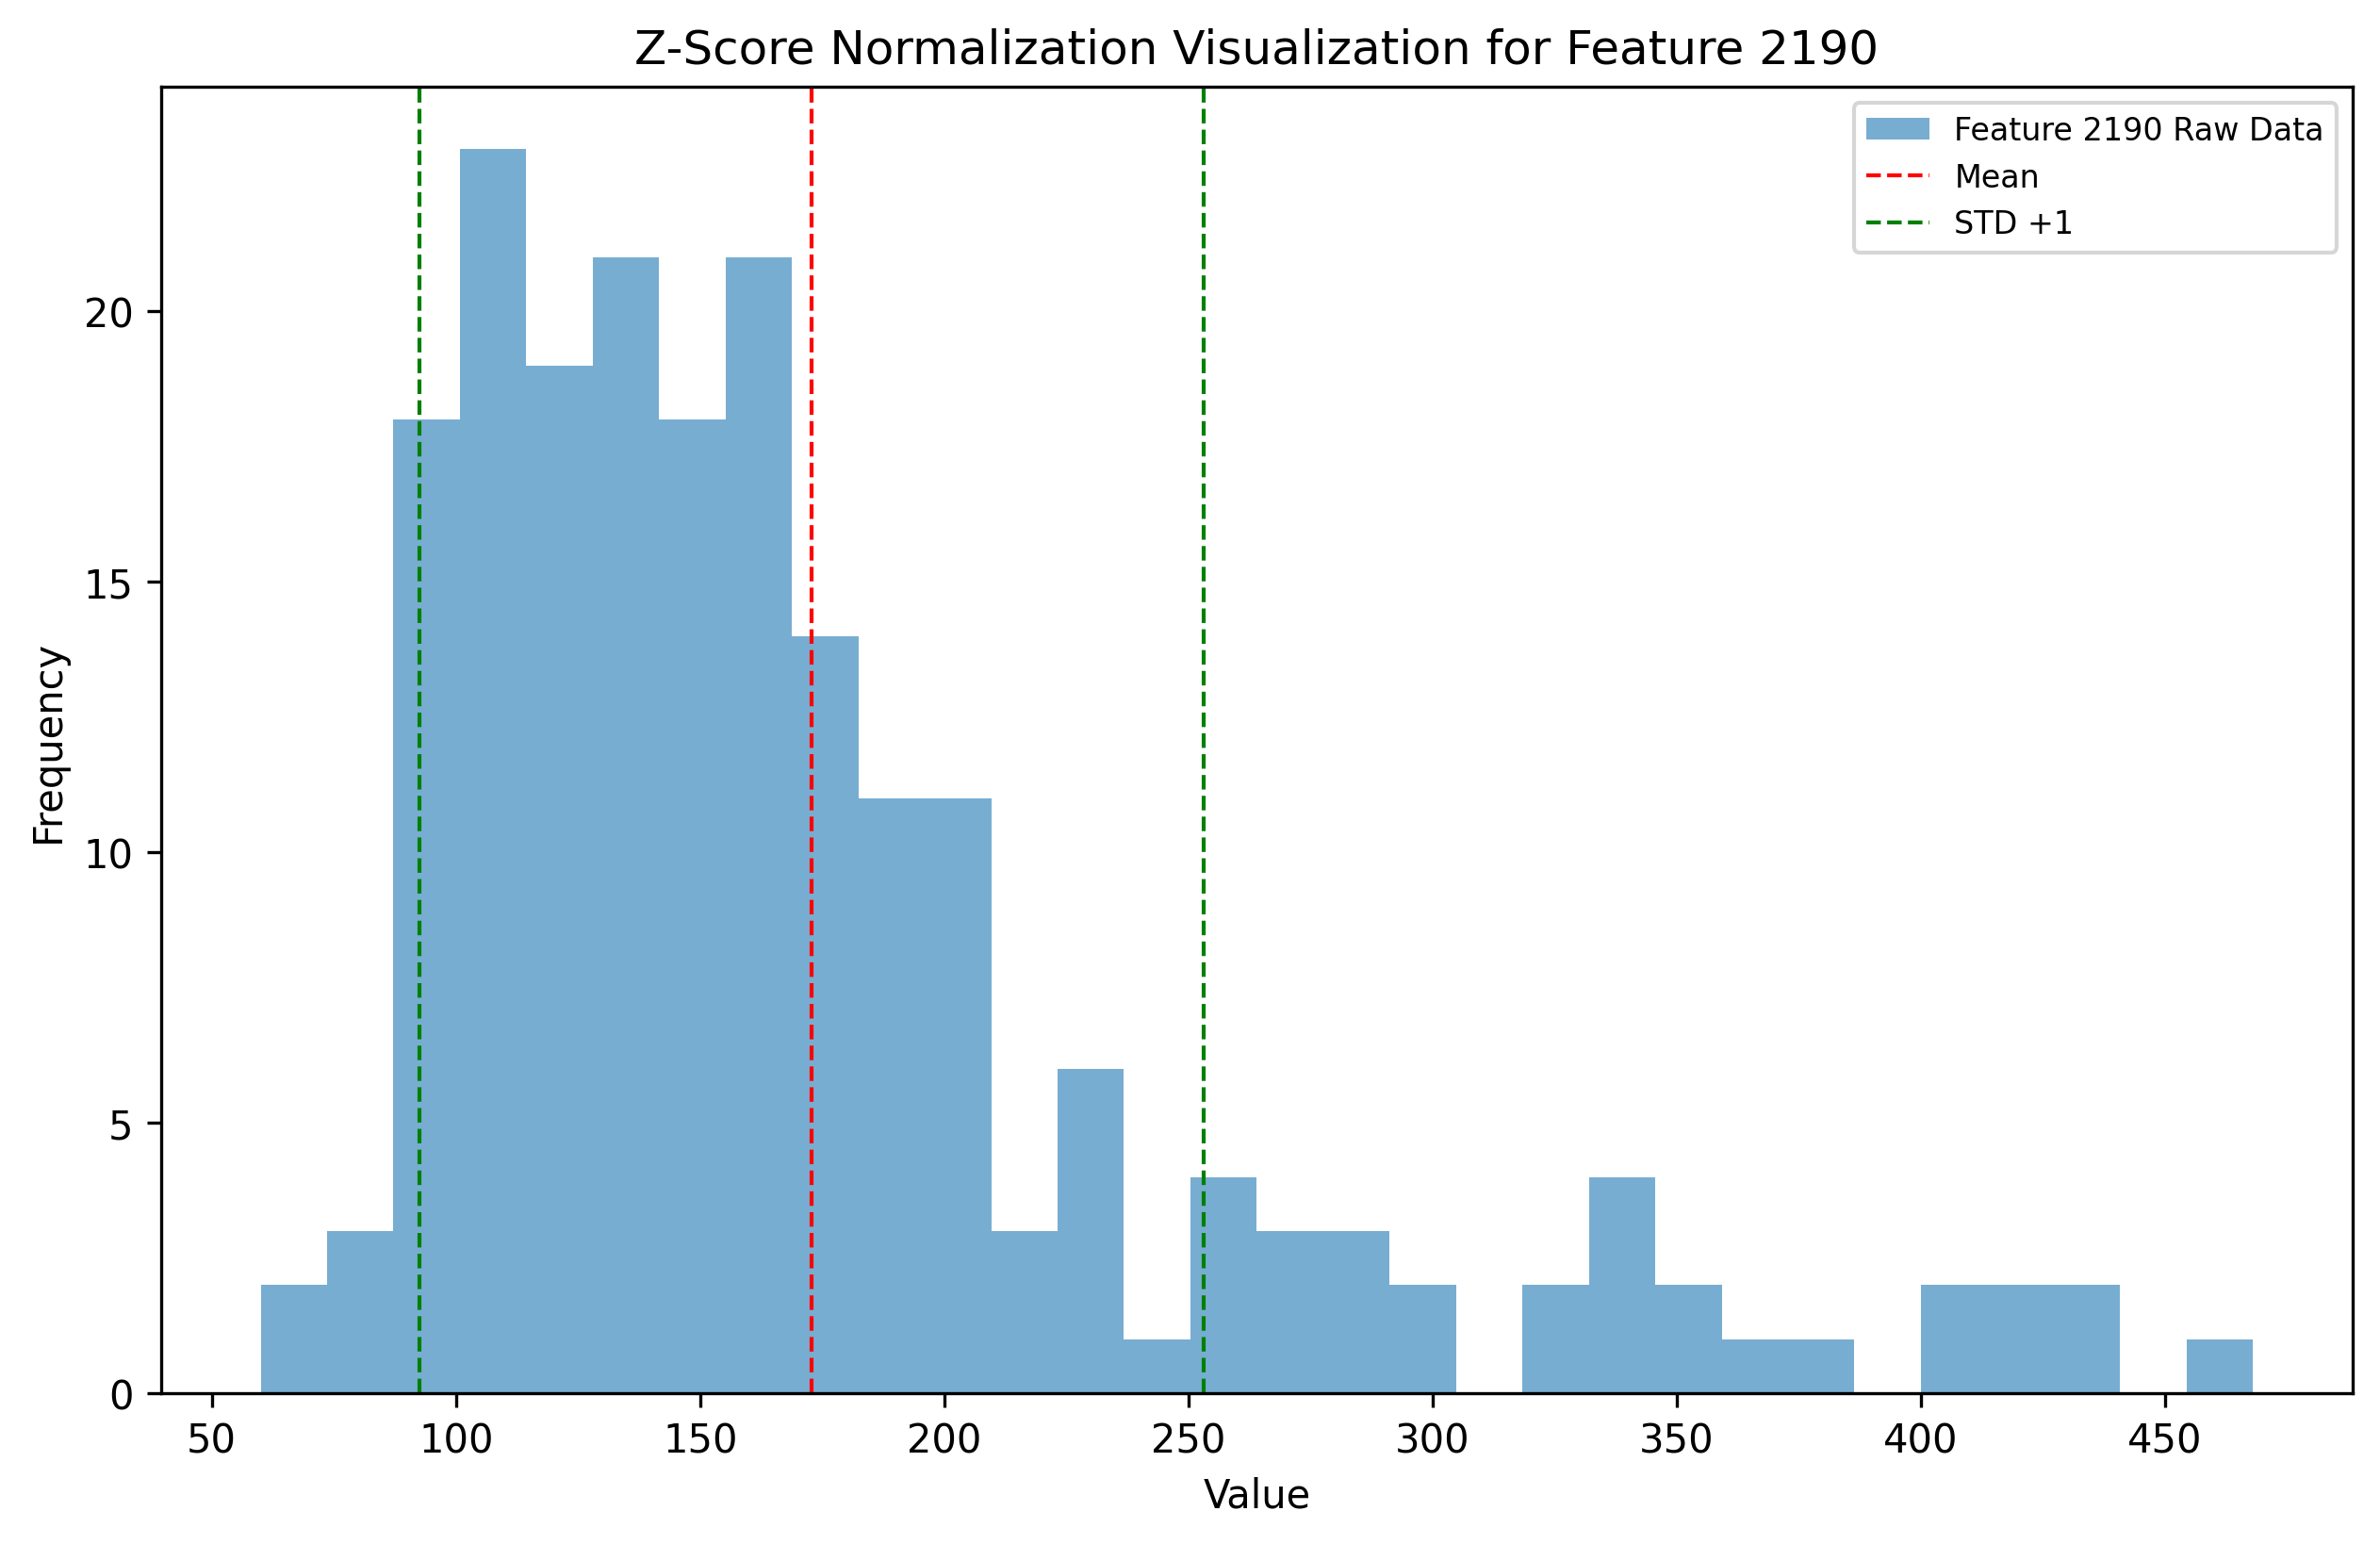 Z-Score Normalization Visualization for Feature 2190
Feature 2190 Raw Data
Mean
STD +1
20
15
10
5
0
Frequency
50 100 150 200 250 300 350 400 450
Value